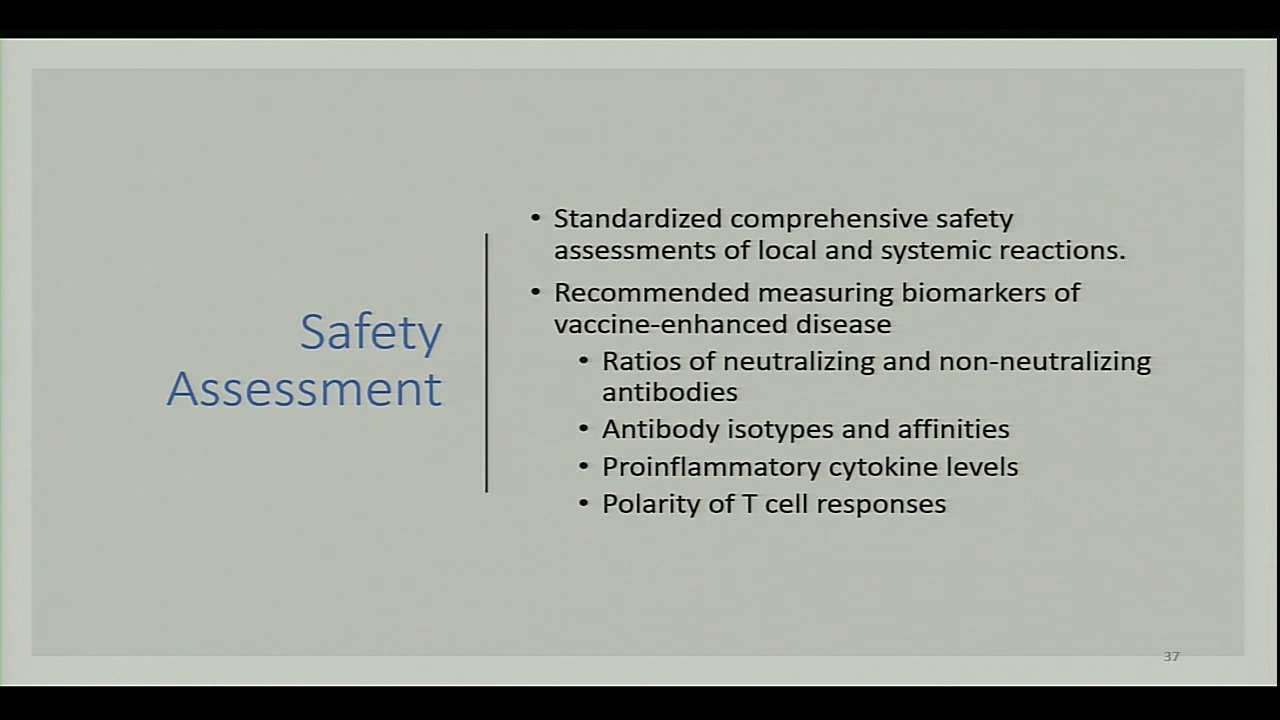 Safety
Assessment
• Standardized comprehensive safety
assessments of local and systemic reactions.
• Recommended measuring biomarkers of
vaccine-enhanced disease
• Ratios of neutralizing and non-neutralizing
antibodies
• Antibody isotypes and affinities
• Proinflammatory cytokine levels
• Polarity of T cell responses
37